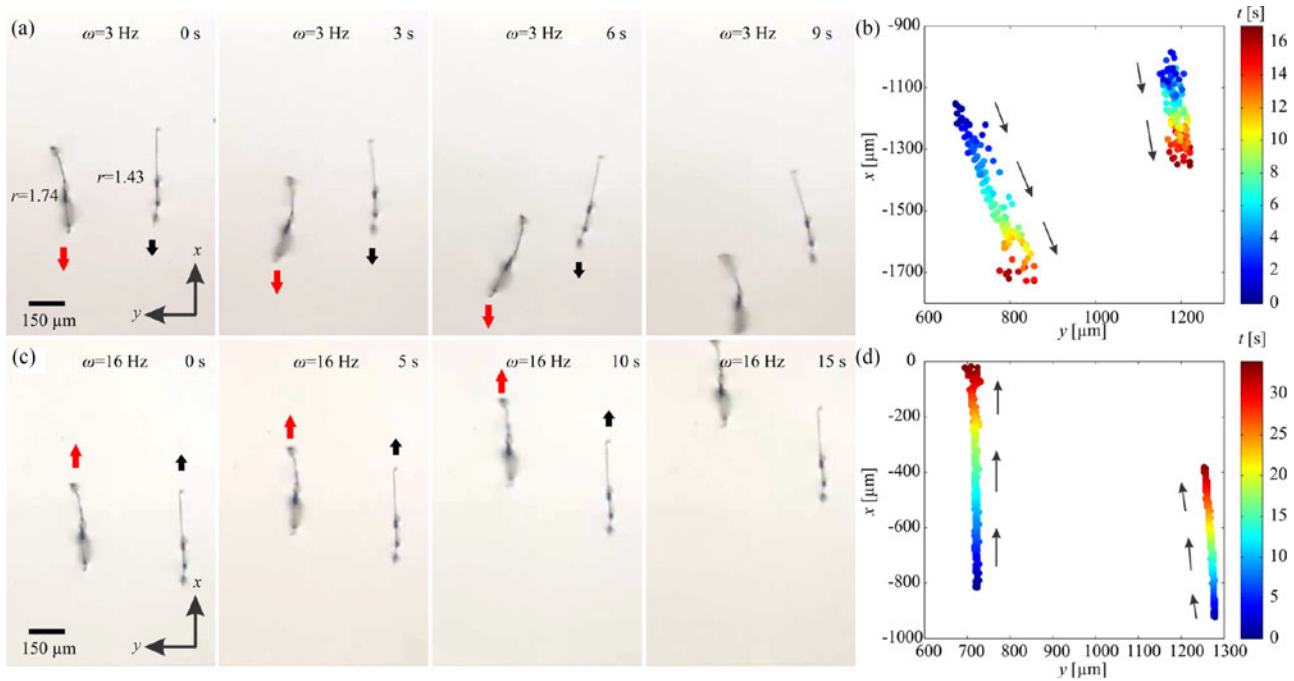 (a)
ω=3 Hz 0 s
ω=3 Hz 3 s
ω=3 Hz 6 s
ω=3 Hz 9 s
r=1.74
r=1.43
x
y
150 µm
(b)
t [s]
-900
-1100
-1300
-1500
-1700
x [µm]
600 800 1000 1200
y [µm]
16
14
12
10
8
6
4
2
0
(c)
ω=16 Hz 0 s
ω=16 Hz 5 s
ω=16 Hz 10 s
ω=16 Hz 15 s
x
y
150 µm
(d)
t [s]
0
-200
-400
-600
-800
-1000
x [µm]
600 700 800 900 1000 1100 1200 1300
y [µm]
30
25
20
15
10
5
0